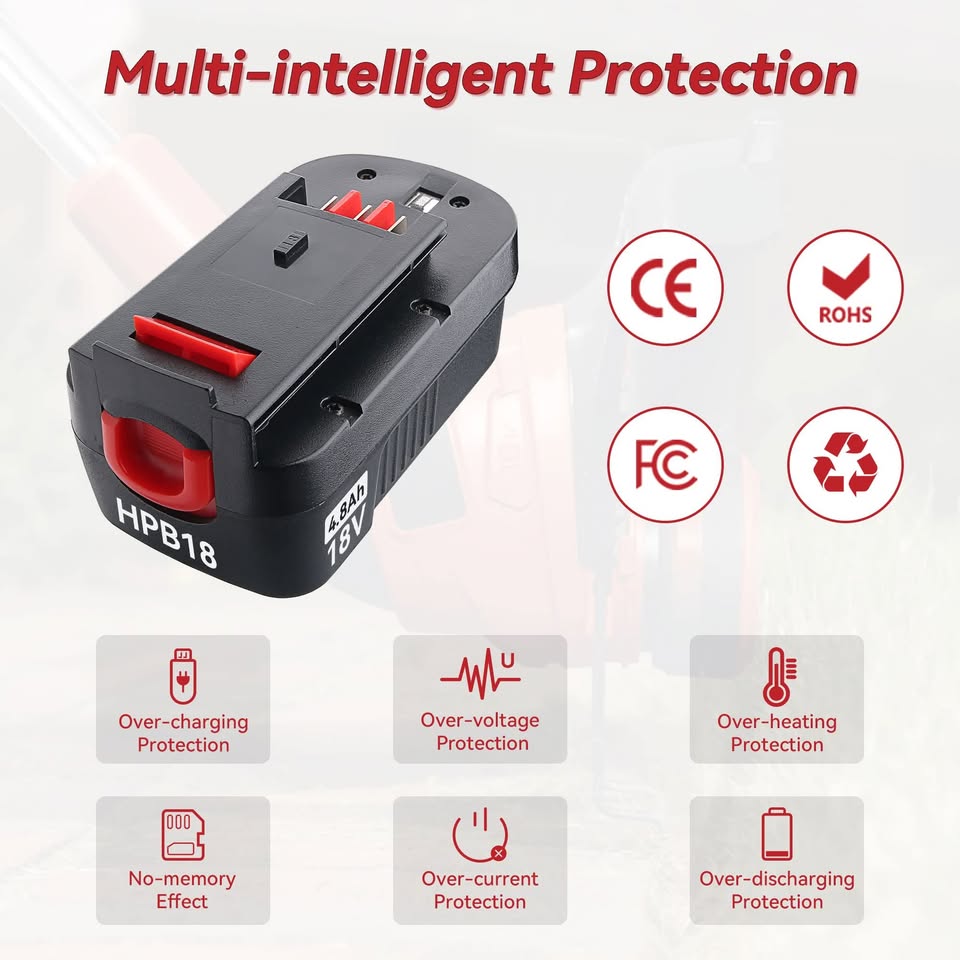 Multi-intelligent Protection
CE
ROHS
FC
HPB18
4.8Ah
18V
U
Over-charging
Protection
Over-voltage
Protection
Over-heating
Protection
No-memory
Effect
Over-current
Protection
Over-discharging
Protection